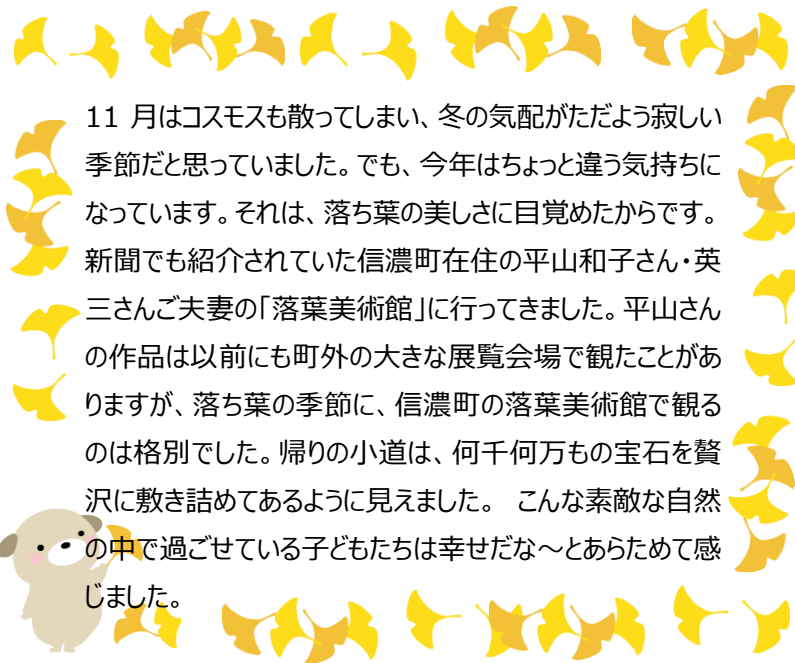 11 月はコスモスも散ってしまい、冬の気配がただよう寂しい
季節だと思っていました。でも、今年はちょっと違う気持ちに
なっています。それは、落ち葉の美しさに目覚めたからです。
新聞でも紹介されていた信濃町在住の平山和子さん・英
三さんご夫妻の「落葉美術館」に行ってきました。平山さん
の作品は以前にも町外の大きな展覧会場で観たことがあ
りますが、落ち葉の季節に、信濃町の落葉美術館で観る
のは格別でした。帰りの小道は、何千何万もの宝石を贅
沢に敷き詰めてあるように見えました。 こんな素敵な自然
の中で過ごせている子どもたちは幸せだな～とあらためて感
じました。